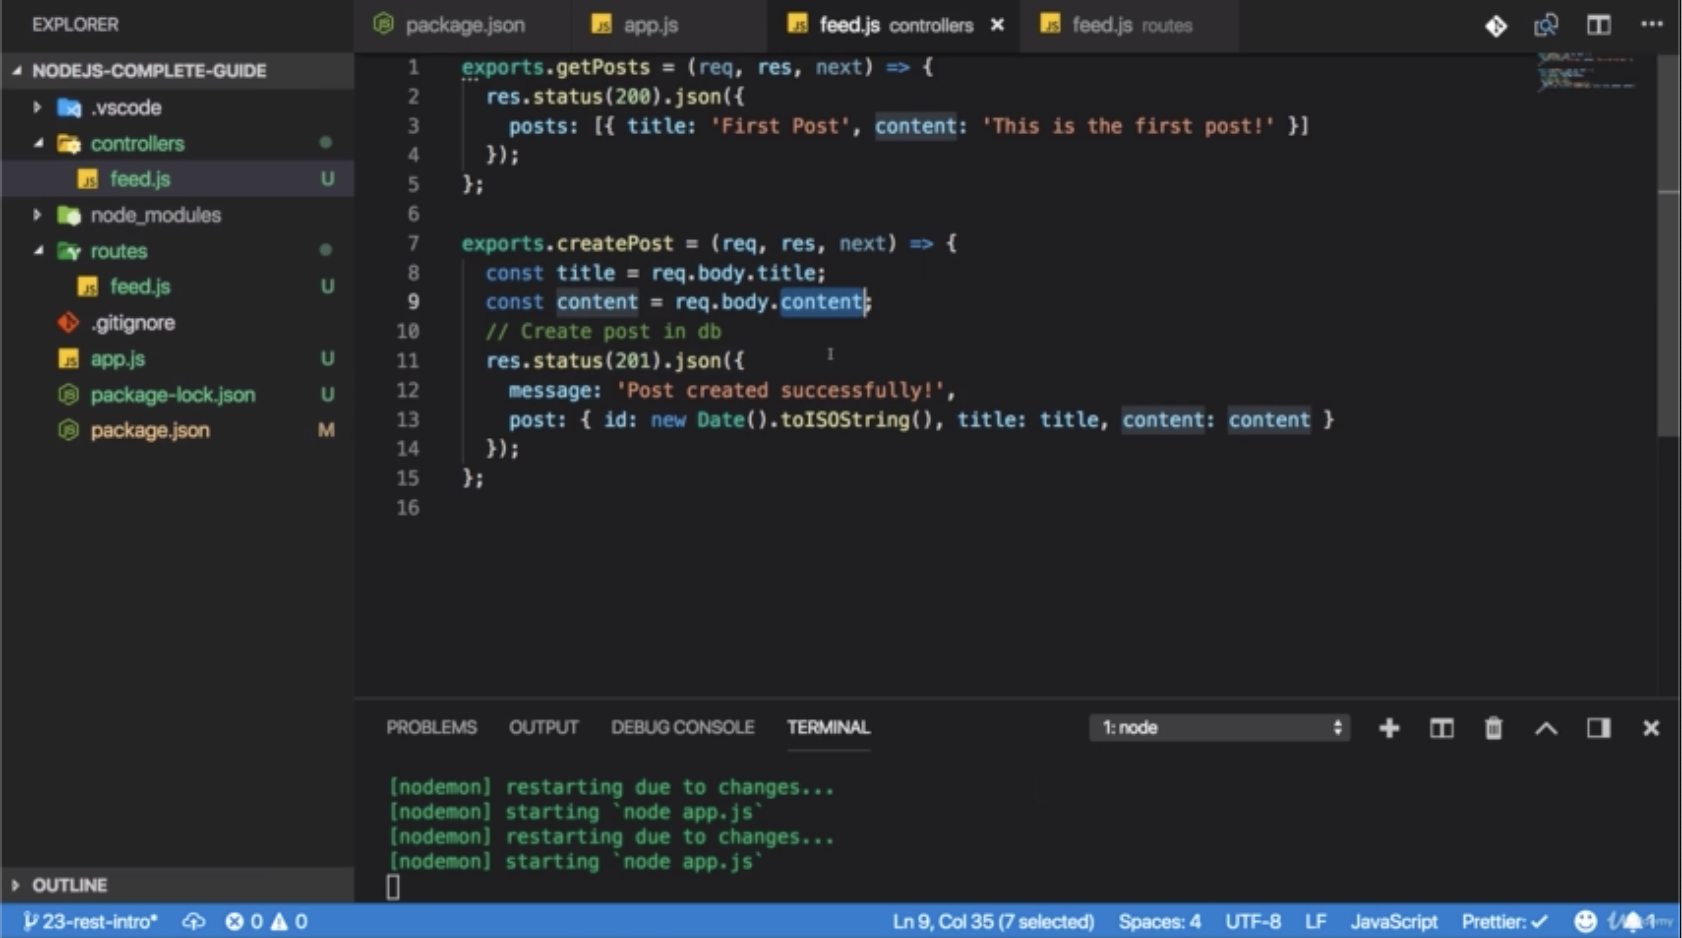 EXPLORER
package.json
app.js
feed.js controllers
feed.js routes
NODEJS-COMPLETE-GUIDE
.vscode
controllers
feed.js U
node_modules
routes
feed.js U
.gitignore
app.js U
package-lock.json U
package.json M
OUTLINE
1 exports.getPosts = (req, res, next) => {
2 res.status(200).json({
3 posts: [{ title: 'First Post', content: 'This is the first post!' }]
4 });
5 };
6
7 exports.createPost = (req, res, next) => {
8 const title = req.body.title;
9 const content = req.body.content;
10 // Create post in db
11 res.status(201).json({
12 message: 'Post created successfully!',
13 post: { id: new Date().toISOString(), title: title, content: content }
14 });
15 };
16
PROBLEMS OUTPUT DEBUG CONSOLE TERMINAL 1: node
[nodemon] restarting due to changes...
[nodemon] starting `node app.js`
[nodemon] restarting due to changes...
[nodemon] starting `node app.js`
23-rest-intro* 0 0 Ln 9, Col 35 (7 selected) Spaces: 4 UTF-8 LF JavaScript Prettier: ✓ 1